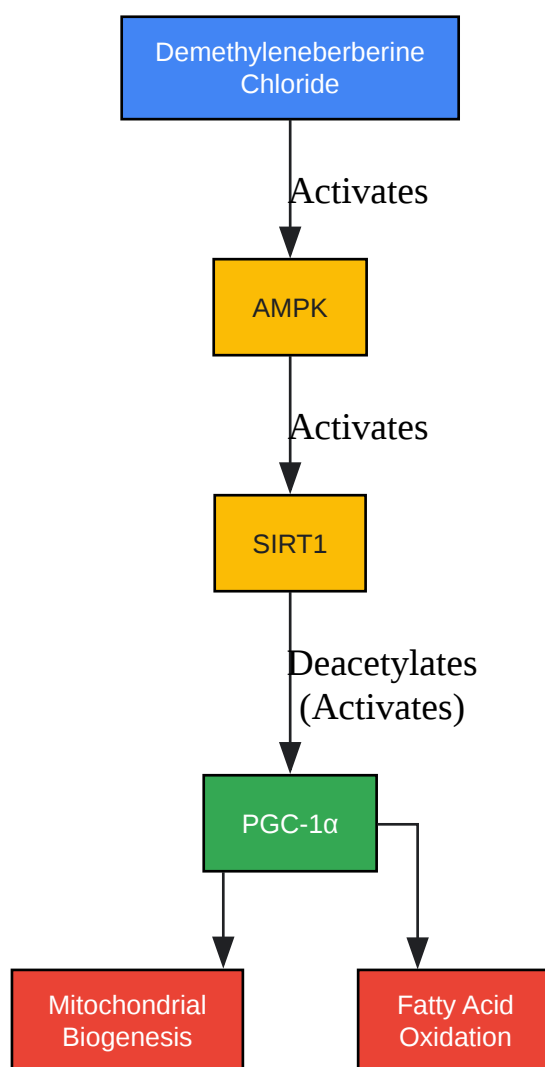 Demethyleneberberine
Chloride
Activates
AMPK
Activates
SIRT1
Deacetylates
(Activates)
PGC-1α
Mitochondrial
Biogenesis
Fatty Acid
Oxidation